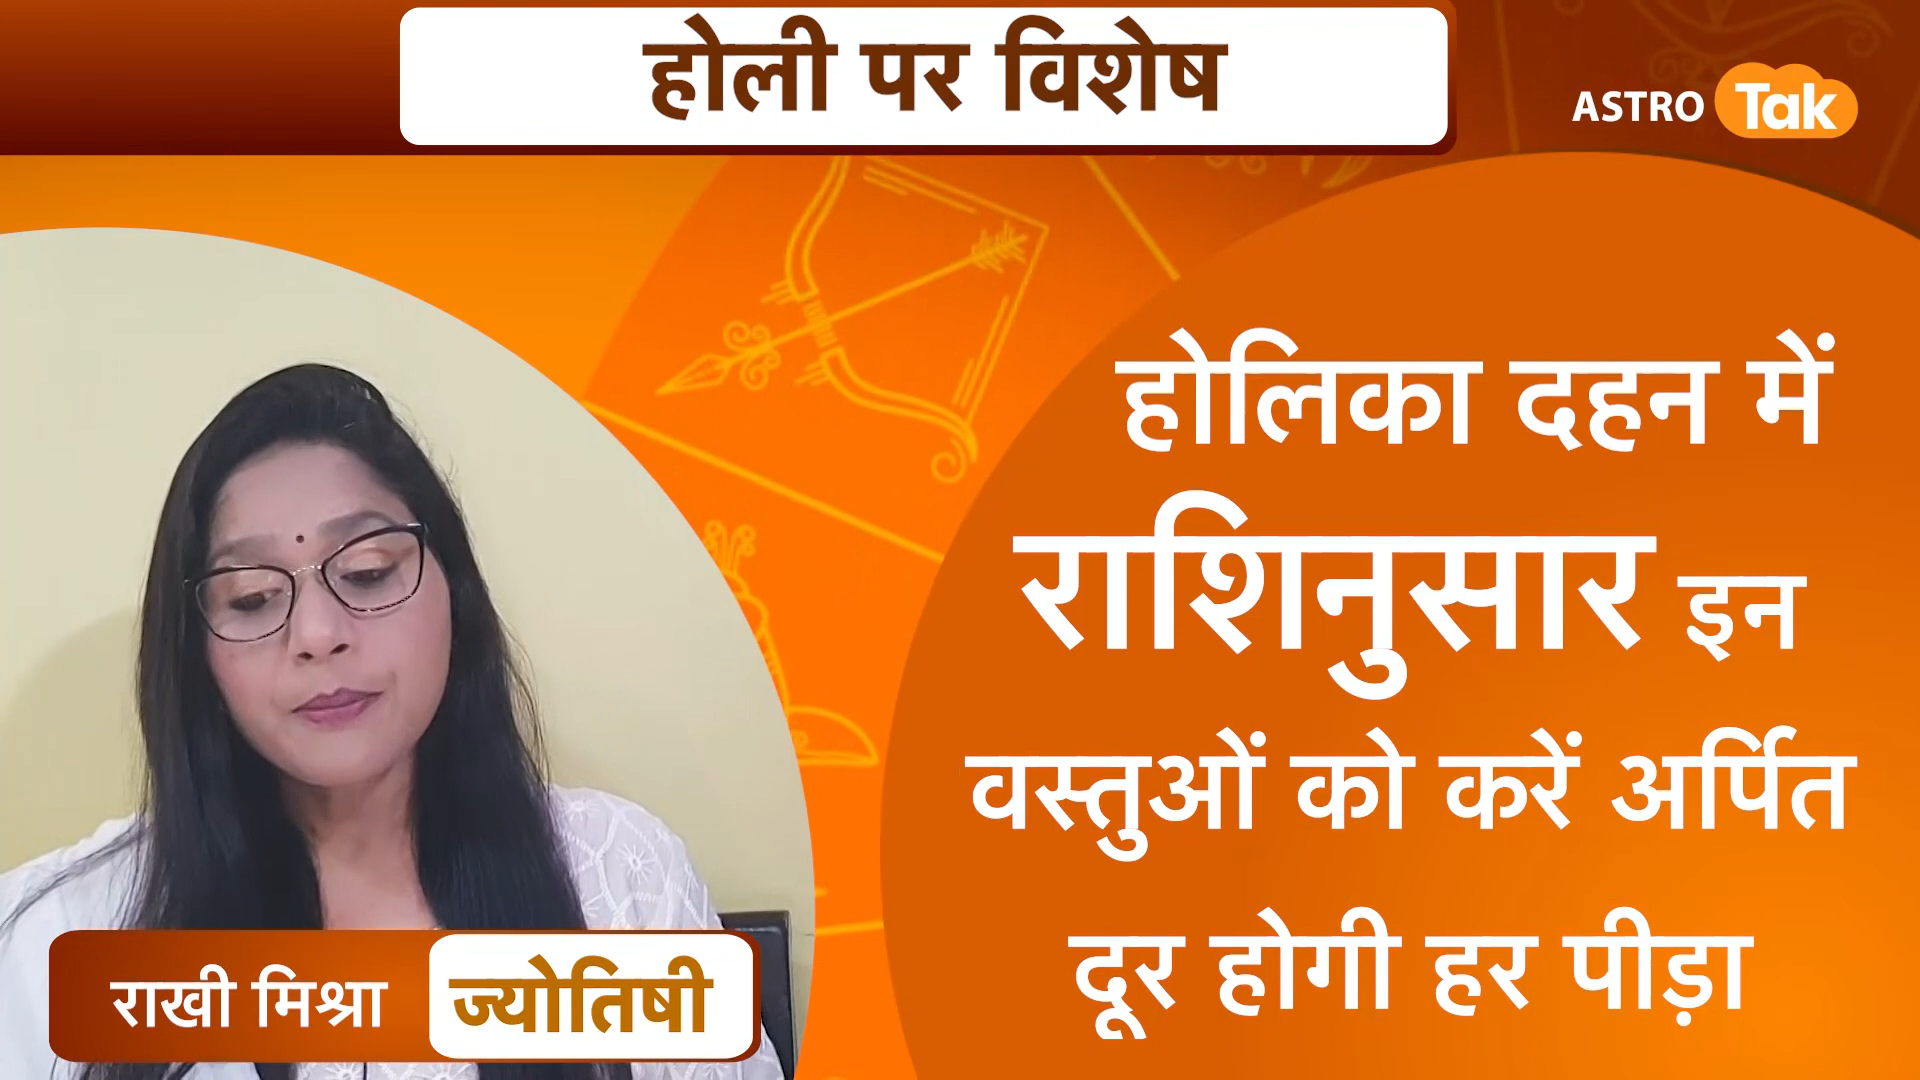 होली पर विशेष
ASTRO Tak
होलिका दहन में
राशिनुसार इन
वस्तुओं को करें अर्पित
दूर होगी हर पीड़ा
राखी मिश्रा ज्योतिषी